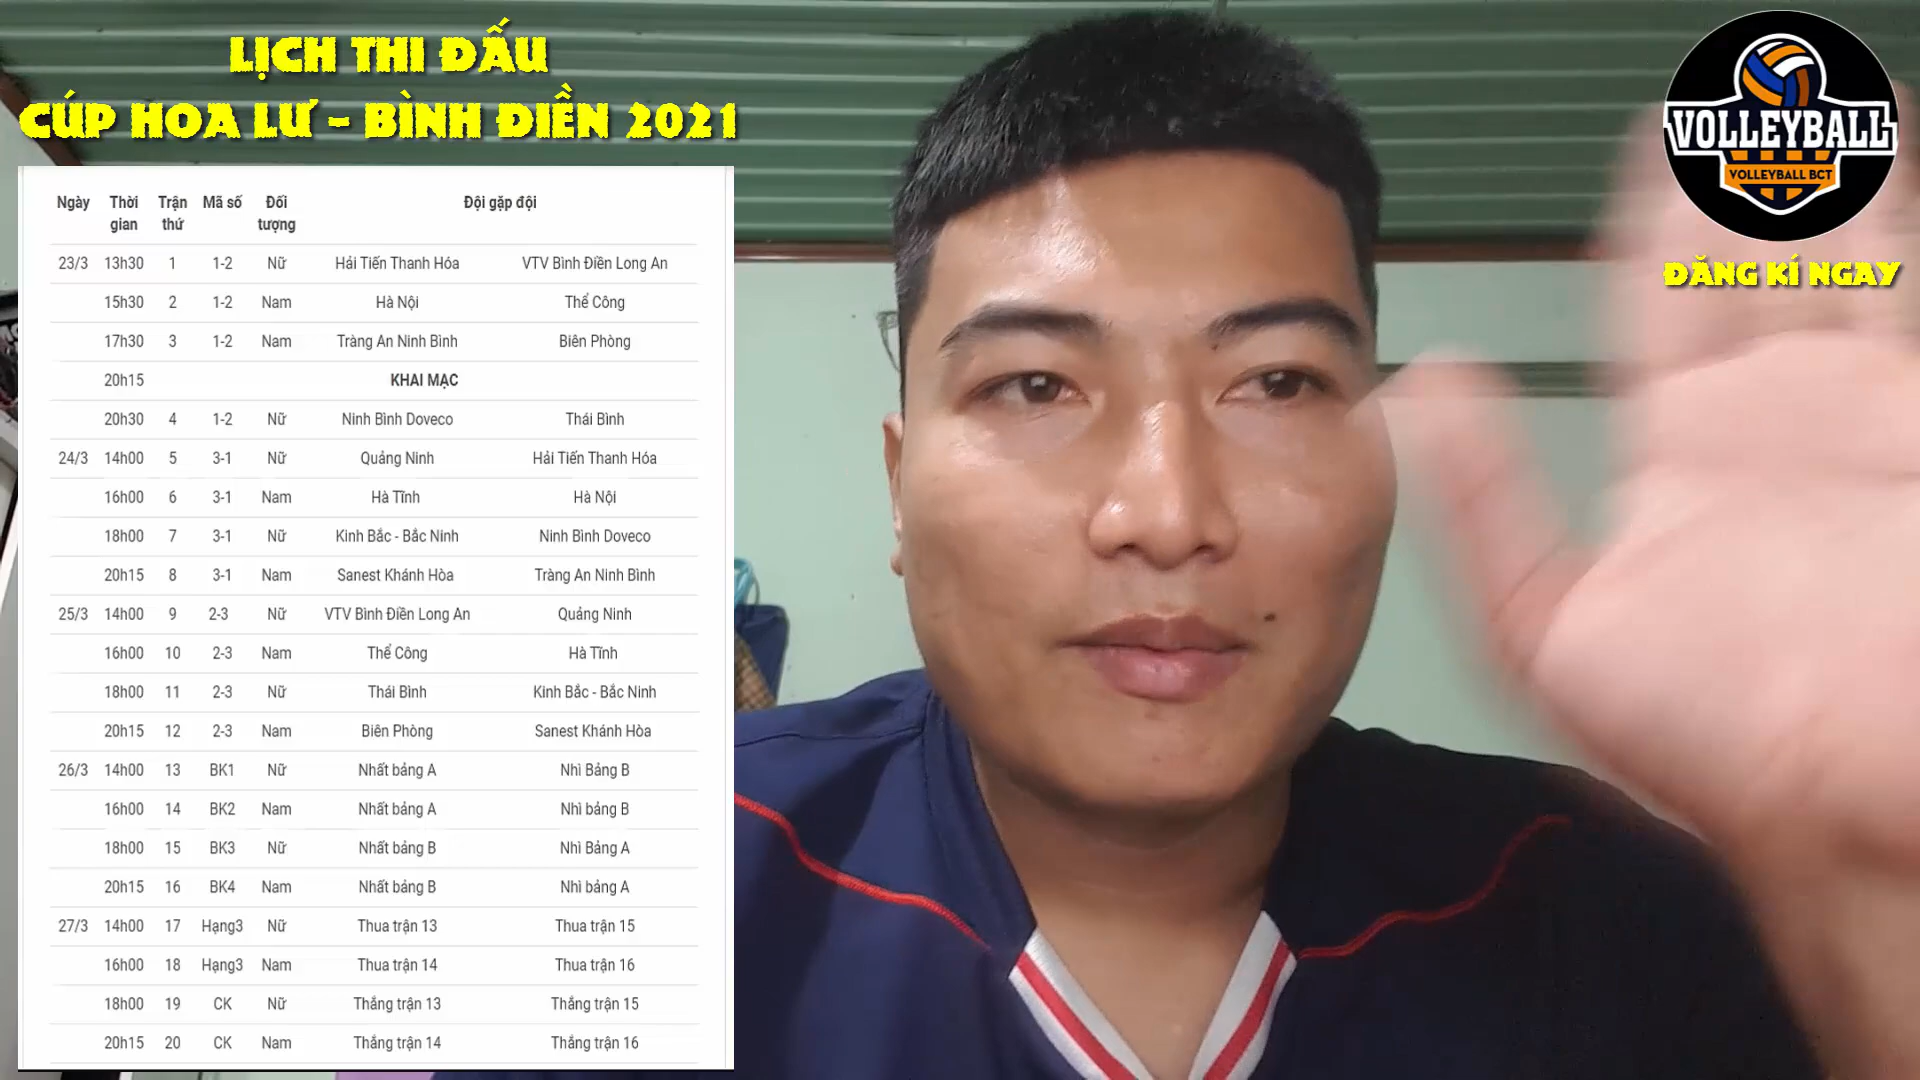 LỊCH THI ĐẤU
CÚP HOA LƯ - BÌNH ĐIỀN 2021
Ngày Thời gian Trận thứ Mã số Đối tượng Đội gặp đội
23/3 13h30 1 1-2 Nữ Hải Tiến Thanh Hóa VTV Bình Điền Long An
15h30 2 1-2 Nam Hà Nội Thể Công
17h30 3 1-2 Nam Tràng An Ninh Bình Biên Phòng
20h15 KHAI MẠC
20h30 4 1-2 Nữ Ninh Bình Doveco Thái Bình
24/3 14h00 5 3-1 Nữ Quảng Ninh Hải Tiến Thanh Hóa
16h00 6 3-1 Nam Hà Tĩnh Hà Nội
18h00 7 3-1 Nữ Kinh Bắc - Bắc Ninh Ninh Bình Doveco
20h15 8 3-1 Nam Sanest Khánh Hòa Tràng An Ninh Bình
25/3 14h00 9 2-3 Nữ VTV Bình Điền Long An Quảng Ninh
16h00 10 2-3 Nam Thể Công Hà Tĩnh
18h00 11 2-3 Nữ Thái Bình Kinh Bắc - Bắc Ninh
20h15 12 2-3 Nam Biên Phòng Sanest Khánh Hòa
26/3 14h00 13 BK1 Nữ Nhất bảng A Nhì Bảng B
16h00 14 BK2 Nam Nhất bảng A Nhì bảng B
18h00 15 BK3 Nữ Nhất bảng B Nhì Bảng A
20h15 16 BK4 Nam Nhất bảng B Nhì bảng A
27/3 14h00 17 Hạng3 Nữ Thua trận 13 Thua trận 15
16h00 18 Hạng3 Nam Thua trận 14 Thua trận 16
18h00 19 CK Nữ Thắng trận 13 Thắng trận 15
20h15 20 CK Nam Thắng trận 14 Thắng trận 16
VOLLEYBALL
VOLLEYBALL BCT
ĐĂNG KÍ NGAY